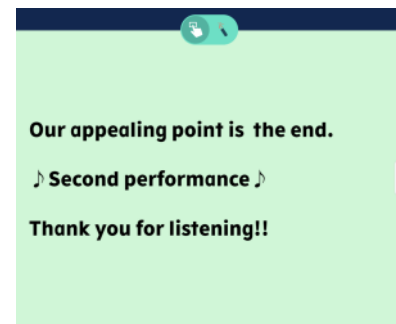 Our appealing point is the end.
♪Second performance♪
Thank you for listening!!